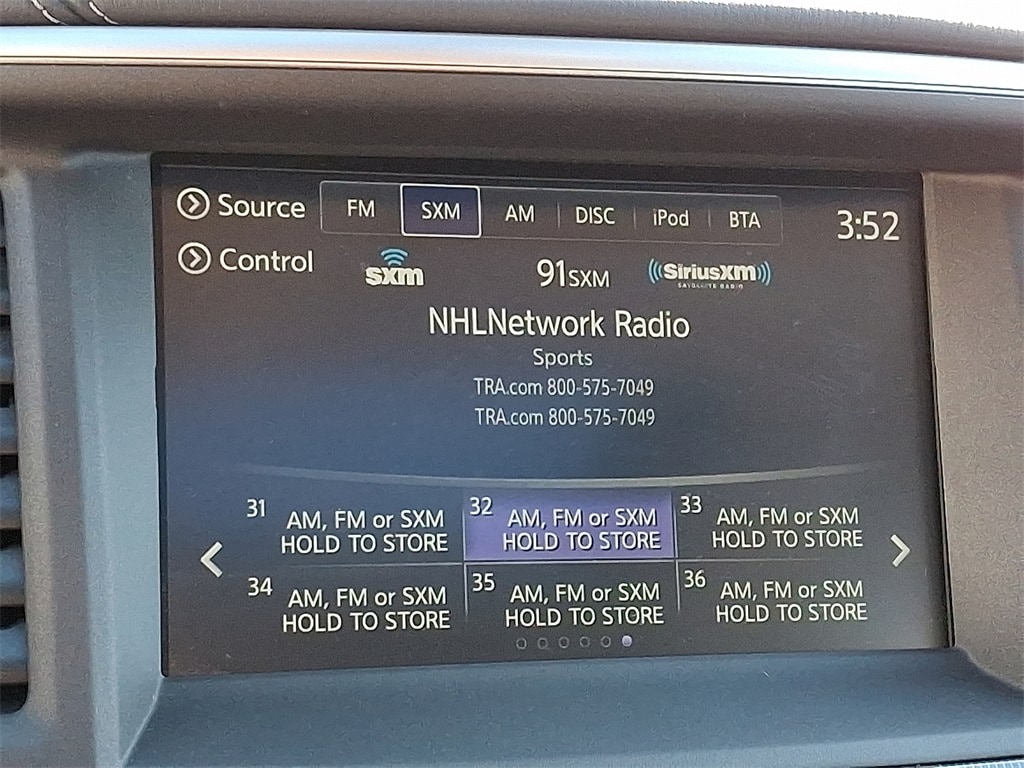 Source FM SXM AM DISC iPod BTA 3:52
Control sxm 91SXM SiriusXM
SATELLITE RADIO
NHLNetwork Radio
Sports
TRA.com 800-575-7049
TRA.com 800-575-7049
31 AM, FM or SXM 32 AM, FM or SXM 33 AM, FM or SXM
HOLD TO STORE HOLD TO STORE HOLD TO STORE
34 AM, FM or SXM 35 AM, FM or SXM 36 AM, FM or SXM
HOLD TO STORE HOLD TO STORE HOLD TO STORE